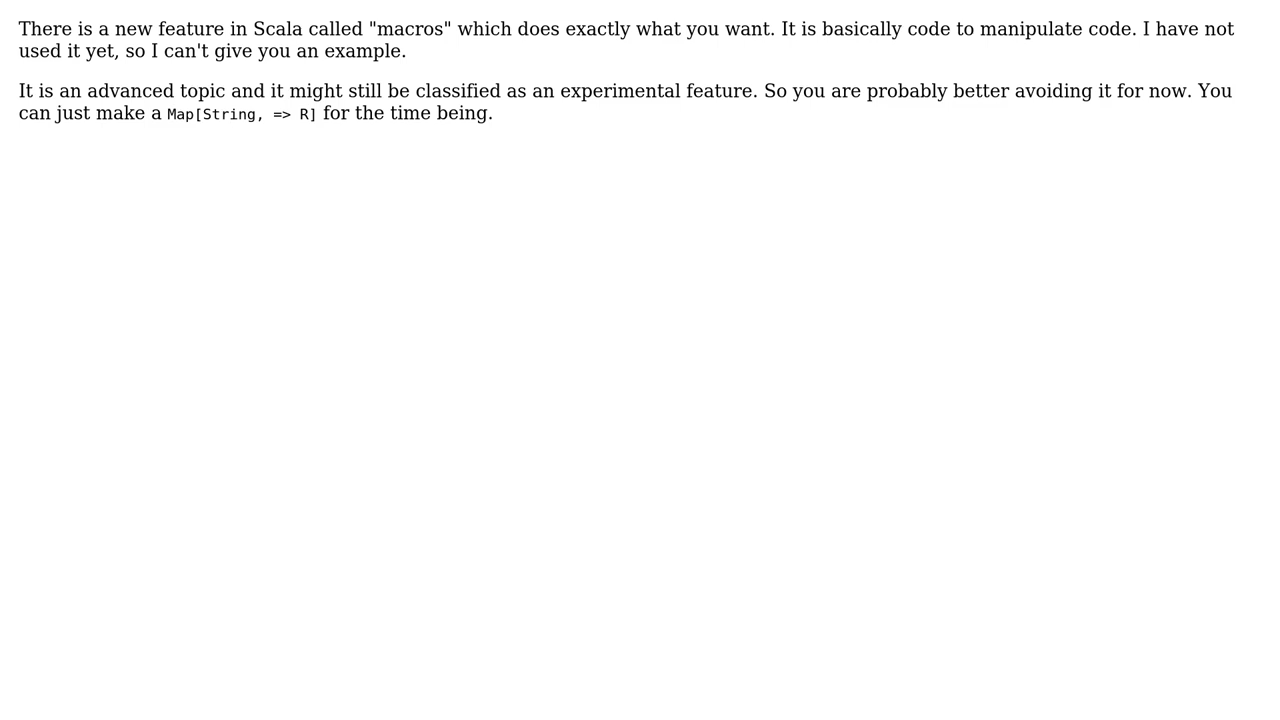 There is a new feature in Scala called "macros" which does exactly what you want. It is basically code to manipulate code. I have not
used it yet, so I can't give you an example.
It is an advanced topic and it might still be classified as an experimental feature. So you are probably better avoiding it for now. You
can just make a Map[String, => R] for the time being.